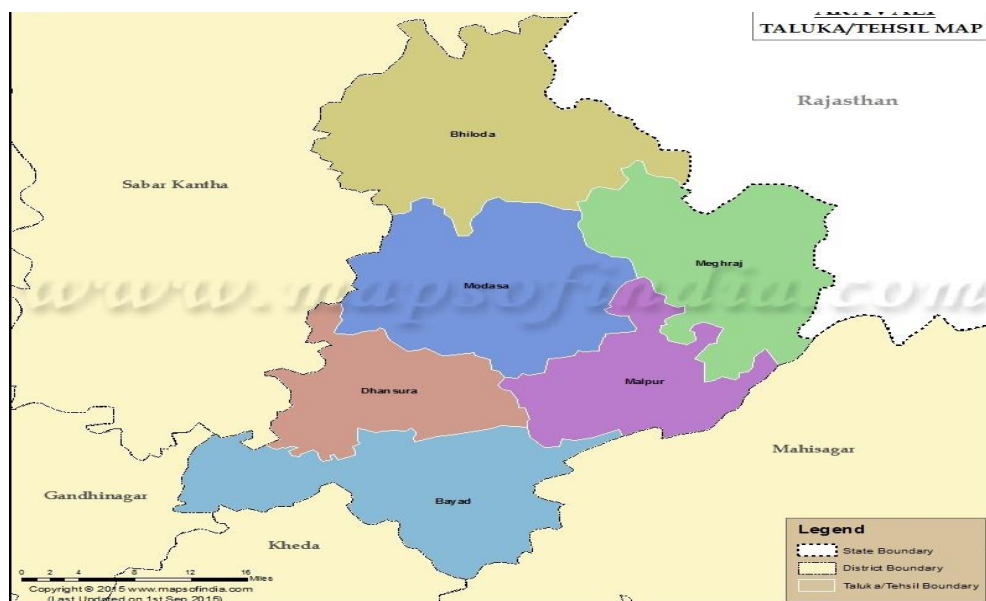 ARAVALI
TALUKA/TEHSIL MAP
Rajasthan
Bhiloda
Sabar Kantha
Meghraj
Modasa
www.mapsofindia.com
Malpur
Dhansura
Mahisagar
Gandhinagar
Bayad
Kheda
Legend
State Boundary
District Boundary
Taluka/Tehsil Boundary
0 2 4 8 12 16
Miles
Copyright © 2015 www.mapsofindia.com
(Last Updated on 1st Sep 2015)